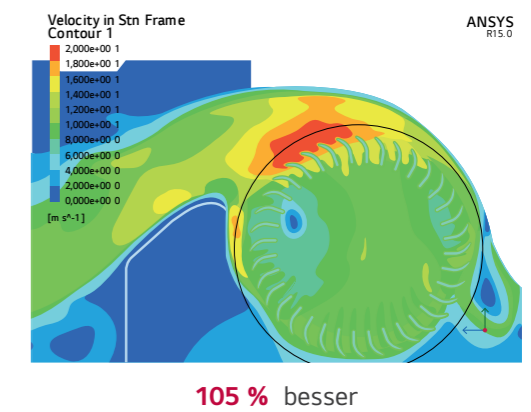 Velocity in Stn Frame
Contour 1
ANSYS
R15.0
2,000e+00 1
1,800e+00 1
1,600e+00 1
1,400e+00 1
1,200e+00 1
1,000e+00 1
8,000e+00 0
6,000e+00 0
4,000e+00 0
2,000e+00 0
0,000e+00 0
[m s^-1]
105 % besser